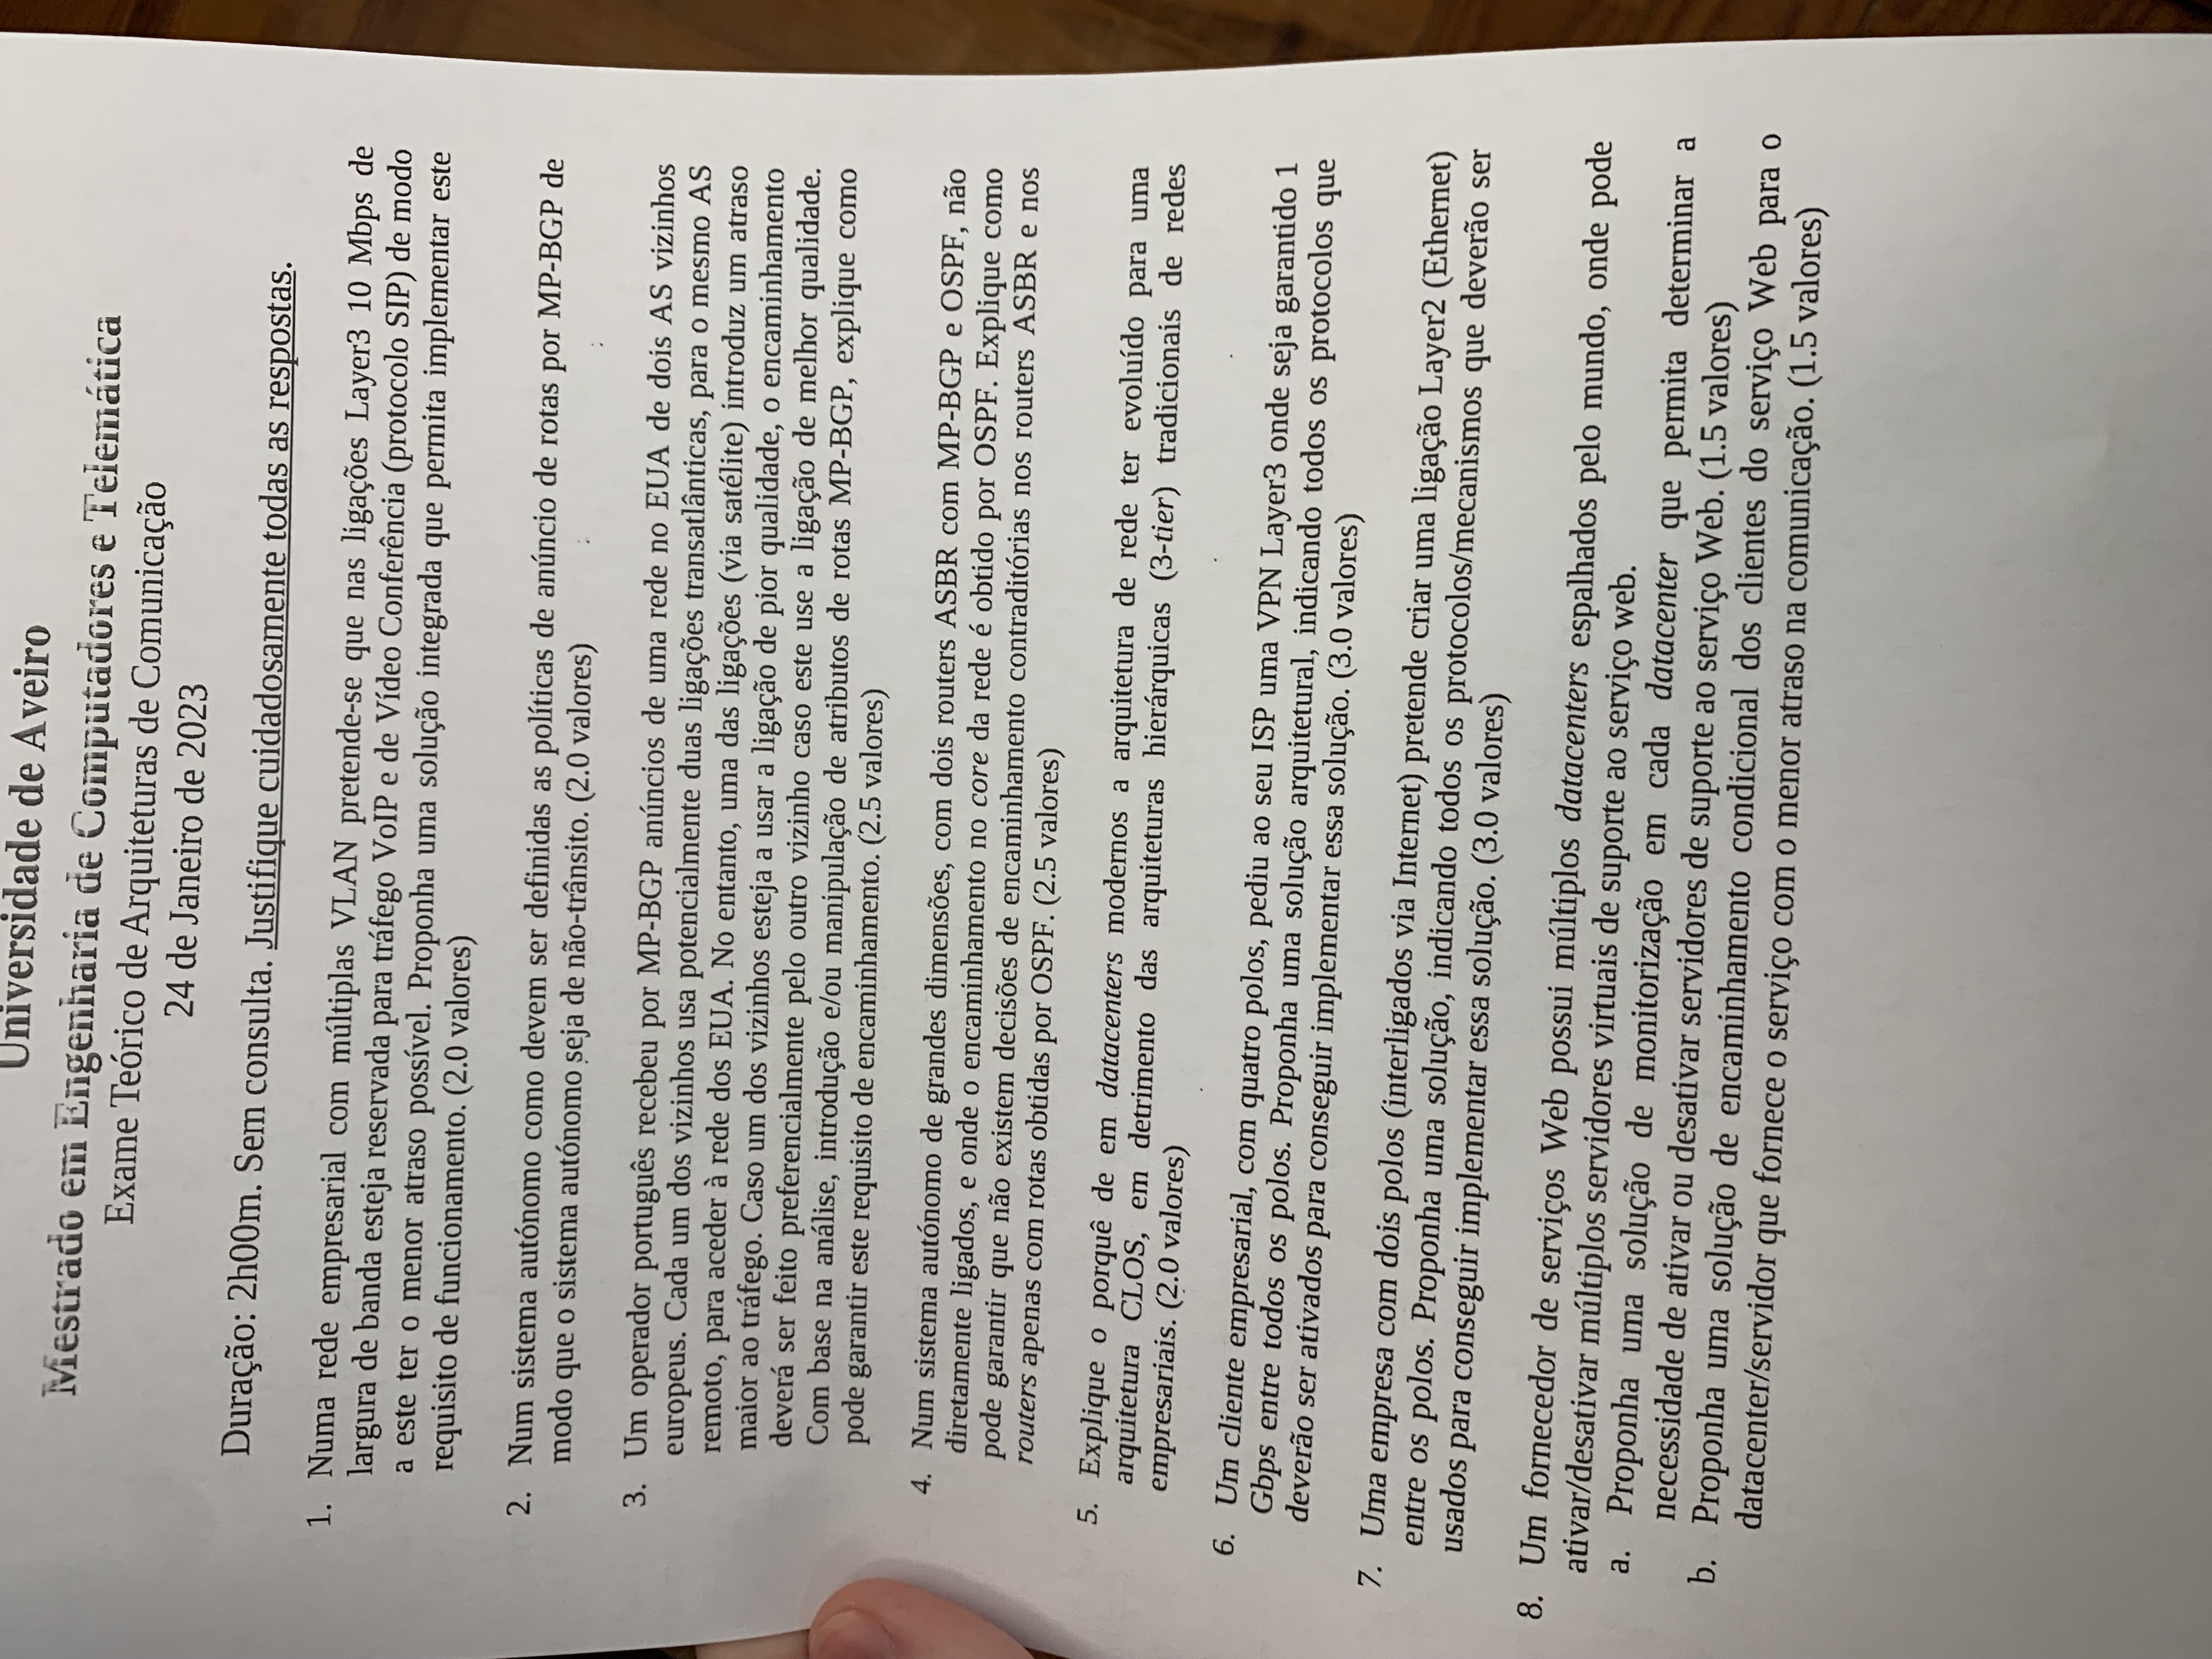 Universidade de Aveiro
Mestrado em Engenharia de Computadores e Telemática
Exame Teórico de Arquiteturas de Comunicação
24 de Janeiro de 2023
Duração: 2h00m. Sem consulta. Justifique cuidadosamente todas as respostas.
1. Numa rede empresarial com múltiplas VLAN pretende-se que nas ligações Layer3 10 Mbps de
largura de banda esteja reservada para tráfego VoIP e de Vídeo Conferência (protocolo SIP) de modo
a este ter o menor atraso possível. Proponha uma solução integrada que permita implementar este
requisito de funcionamento. (2.0 valores)
2. Num sistema autónomo como devem ser definidas as políticas de anúncio de rotas por MP-BGP de
modo que o sistema autónomo seja de não-trânsito. (2.0 valores)
3. Um operador português recebeu por MP-BGP anúncios de uma rede no EUA de dois AS vizinhos
europeus. Cada um dos vizinhos usa potencialmente duas ligações transatlânticas, para o mesmo AS
remoto, para aceder à rede dos EUA. No entanto, uma das ligações (via satélite) introduz um atraso
maior ao tráfego. Caso um dos vizinhos esteja a usar a ligação de pior qualidade, o encaminhamento
deverá ser feito preferencialmente pelo outro vizinho caso este use a ligação de melhor qualidade.
Com base na análise, introdução e/ou manipulação de atributos de rotas MP-BGP, explique como
pode garantir este requisito de encaminhamento. (2.5 valores)
4. Num sistema autónomo de grandes dimensões, com dois routers ASBR com MP-BGP e OSPF, não
diretamente ligados, e onde o encaminhamento no core da rede é obtido por OSPF. Explique como
pode garantir que não existem decisões de encaminhamento contraditórias nos routers ASBR e nos
routers apenas com rotas obtidas por OSPF. (2.5 valores)
5. Explique o porquê de em datacenters modernos a arquitetura de rede ter evoluído para uma
arquitetura CLOS, em detrimento das arquiteturas hierárquicas (3-tier) tradicionais de redes
empresariais. (2.0 valores)
6. Um cliente empresarial, com quatro polos, pediu ao seu ISP uma VPN Layer3 onde seja garantido 1
Gbps entre todos os polos. Proponha uma solução arquitetural, indicando todos os protocolos que
deverão ser ativados para conseguir implementar essa solução. (3.0 valores)
7. Uma empresa com dois polos (interligados via Internet) pretende criar uma ligação Layer2 (Ethernet)
entre os polos. Proponha uma solução, indicando todos os protocolos/mecanismos que deverão ser
usados para conseguir implementar essa solução. (3.0 valores)
8. Um fornecedor de serviços Web possui múltiplos datacenters espalhados pelo mundo, onde pode
ativar/desativar múltiplos servidores virtuais de suporte ao serviço web.
a. Proponha uma solução de monitorização em cada datacenter que permita determinar a
necessidade de ativar ou desativar servidores de suporte ao serviço Web. (1.5 valores)
b. Proponha uma solução de encaminhamento condicional dos clientes do serviço Web para o
datacenter/servidor que fornece o serviço com o menor atraso na comunicação. (1.5 valores)